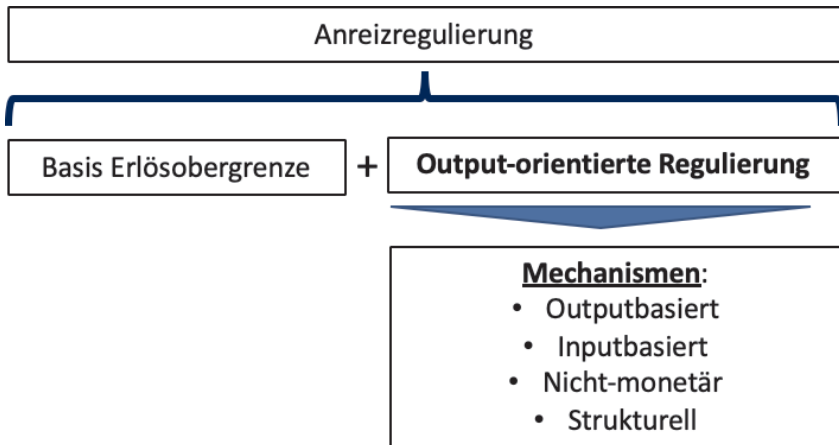 Anreizregulierung
Basis Erlösobergrenze + Output-orientierte Regulierung
Mechanismen:
• Outputbasiert
• Inputbasiert
• Nicht-monetär
• Strukturell